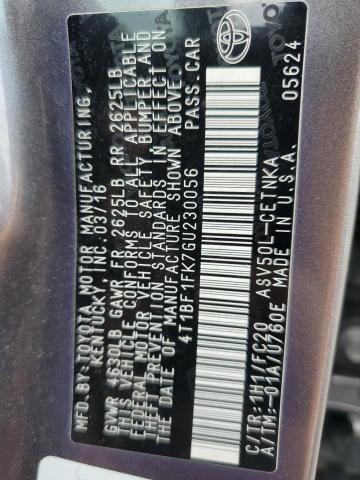 MFD.BY: TOYOTA MOTOR MANUFACTURING,
KENTUCKY, INC. 03/16
GVWR 4630LB GAWR FR 2625LB RR 2625LB
THIS VEHICLE CONFORMS TO ALL APPLICABLE
FEDERAL MOTOR VEHICLE SAFETY, BUMPER, AND
THEFT PREVENTION STANDARDS IN EFFECT ON
THE DATE OF MANUFACTURE SHOWN ABOVE.
4T1BF1FK7GU230056 PASS. CAR
TOYOTA
C/TR: 1H1/FC20 ASV50L-CETNKA
A/TM: -01A/U760E MADE IN U.S.A. 05624